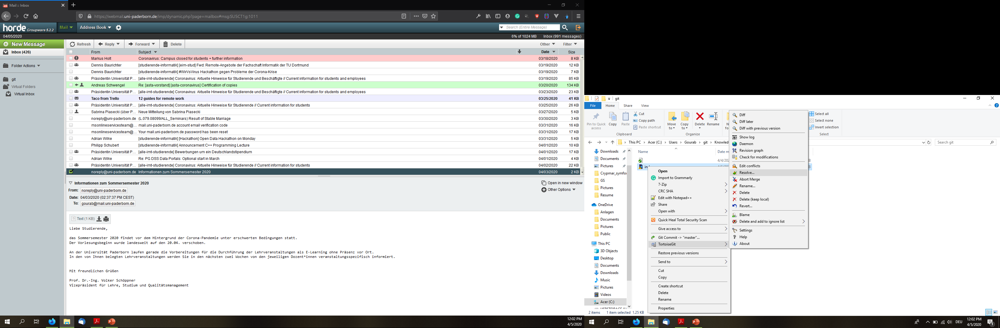 Mail :: Inbox
https://webmail.uni-paderborn.de/imp/dynamic.php?page=mailbox#msg:SU5CT1g:1011
horde Groupware 5.2.2
Mail
Address Book
Search (Entire Message)
04/05/2020
6% of 1024 MB
Inbox (991 messages)
New Message
Inbox (426)
Folder Actions
git
Virtual Folders
Virtual Inbox
Refresh
Reply
Forward
Delete
Other
Filter
From Subject Date Size
Markus Holt Coronavirus: Campus closed for students + further information 03/18/2020 8 KB
Dennis Baurichter [studierende-informatik] [eim-stud] Fwd: Remote-Angebote der Fachschaft Informatik der TU Dortmund 03/19/2020 12 KB
Dennis Baurichter [studierende-informatik] #WirVsVirus Hackathon gegen Probleme der Corona-Krise 03/19/2020 7 KB
Präsidentin Universität P... [alle-imt-studierende] Coronavirus: Aktuelle Hinweise für Studierende und Beschäftigte // Current information for students and employees 03/19/2020 85 KB
Andreas Schwengel Re: [asta-vorstand] [asta-coronavirus] Certification of copies 03/20/2020 134 KB
Präsidentin Universität P... [alle-imt-studierende] Coronavirus: Aktuelle Hinweise für Studierende und Beschäftigte // Current information for students and employees 03/23/2020 23 KB
Taco from Trello 12 guides for remote work 03/25/2020 41 KB
Präsidentin Universität P... [alle-imt-studierende] Coronavirus: Aktuelle Hinweise für Studierende // Current information for students 03/25/2020 26 KB
Sabrina Piasecki (über P... Neue Mitteilung von Sabrina Piasecki 03/27/2020 5 KB
noreply@uni-paderborn.de (L.079.08099/ALL_Seminars) Result of Stable Marriage 03/30/2020 3 KB
msonlineservicesteam@... mail.uni-paderborn.de account email verification code 03/31/2020 16 KB
msonlineservicesteam@... Your mail.uni-paderborn.de password has been reset 03/31/2020 17 KB
Adrian Wilke [studierende-informatik] [Hackathon] Open Data Hackathon on Monday 03/31/2020 5 KB
Philipp Schubert [studierende-informatik] Announcement C++ Programming Lecture 04/01/2020 10 KB
Präsidentin Universität P... [alle-imt-studierende] Bewerbungen um ein Deutschlandstipendium 04/01/2020 17 KB
Adrian Wilke Re: PG DSS Data Portals: Optional start in March 04/01/2020 4 KB
Präsidentin Universität P... [alle-imt-studierende] Coronavirus: Aktuelle Hinweise für Studierende // Current information for students 04/02/2020 22 KB
noreply@uni-paderborn.de Informationen zum Sommersemester 2020 04/03/2020 2 KB
Informationen zum Sommersemester 2020
Open in new window
From: noreply@uni-paderborn.de
Other Options
Date: 04/03/2020 (02:37:37 PM CEST)
To: gourab@mail.uni-paderborn.de
Text (1 KB)
Liebe Studierende,
das Sommersemester 2020 findet vor dem Hintergrund der Corona-Pandemie unter erschwerten Bedingungen statt.
Der Vorlesungsbeginn wurde landesweit auf den 20.04. verschoben.
An der Universität Paderborn laufen gerade die Vorbereitungen für die Durchführung der Lehrveranstaltungen als E-Learning ohne Präsenz vor Ort.
In den von Ihnen belegten Lehrveranstaltungen werden Sie in den nächsten zwei Wochen von den jeweiligen Dozent*innen veranstaltungsspezifisch informiert.
Mit freundlichen Grüßen
Prof. Dr.-Ing. Volker Schöppner
Vizepräsident für Lehre, Studium und Qualitätsmanagement
12:02 PM
4/5/2020
git
File Home Share View
Pin to Quick access
Copy
Paste
Cut
Copy path
Paste shortcut
Clipboard
Move to
Copy to
Delete
Rename
Organize
Select all
Select none
Invert selection
Select
This PC > Acer (C:) > Users > Gourab > git > Knowled
Search git
Name
Date m
4/4/202
Downloads
Documents
Pictures
Crypmar_symfor
GS
Pictures
Resume
OneDrive
Anlagen
Documents
Pictures
Public
This PC
3D Objects
Desktop
Documents
Downloads
Music
Pictures
Videos
Acer (C:)
2 items
1 item selected 1.25 KB
Open
Import to Grammarly
7-Zip
CRC SHA
Edit with Notepad++
Share
Open with
Quick Heal Total Security Scan
Give access to
Git Commit -> "master"...
TortoiseGit
Restore previous versions
Send to
Cut
Copy
Create shortcut
Delete
Rename
Properties
Diff
Diff later
Diff with previous version
Show log
Daemon
Revision graph
Check for modifications
Edit conflicts
Resolve...
Abort Merge
Rename...
Delete
Delete (keep local)
Revert...
Blame
Delete and add to ignore list
Settings
Help
About
DEU
12:02 PM
4/5/2020
3